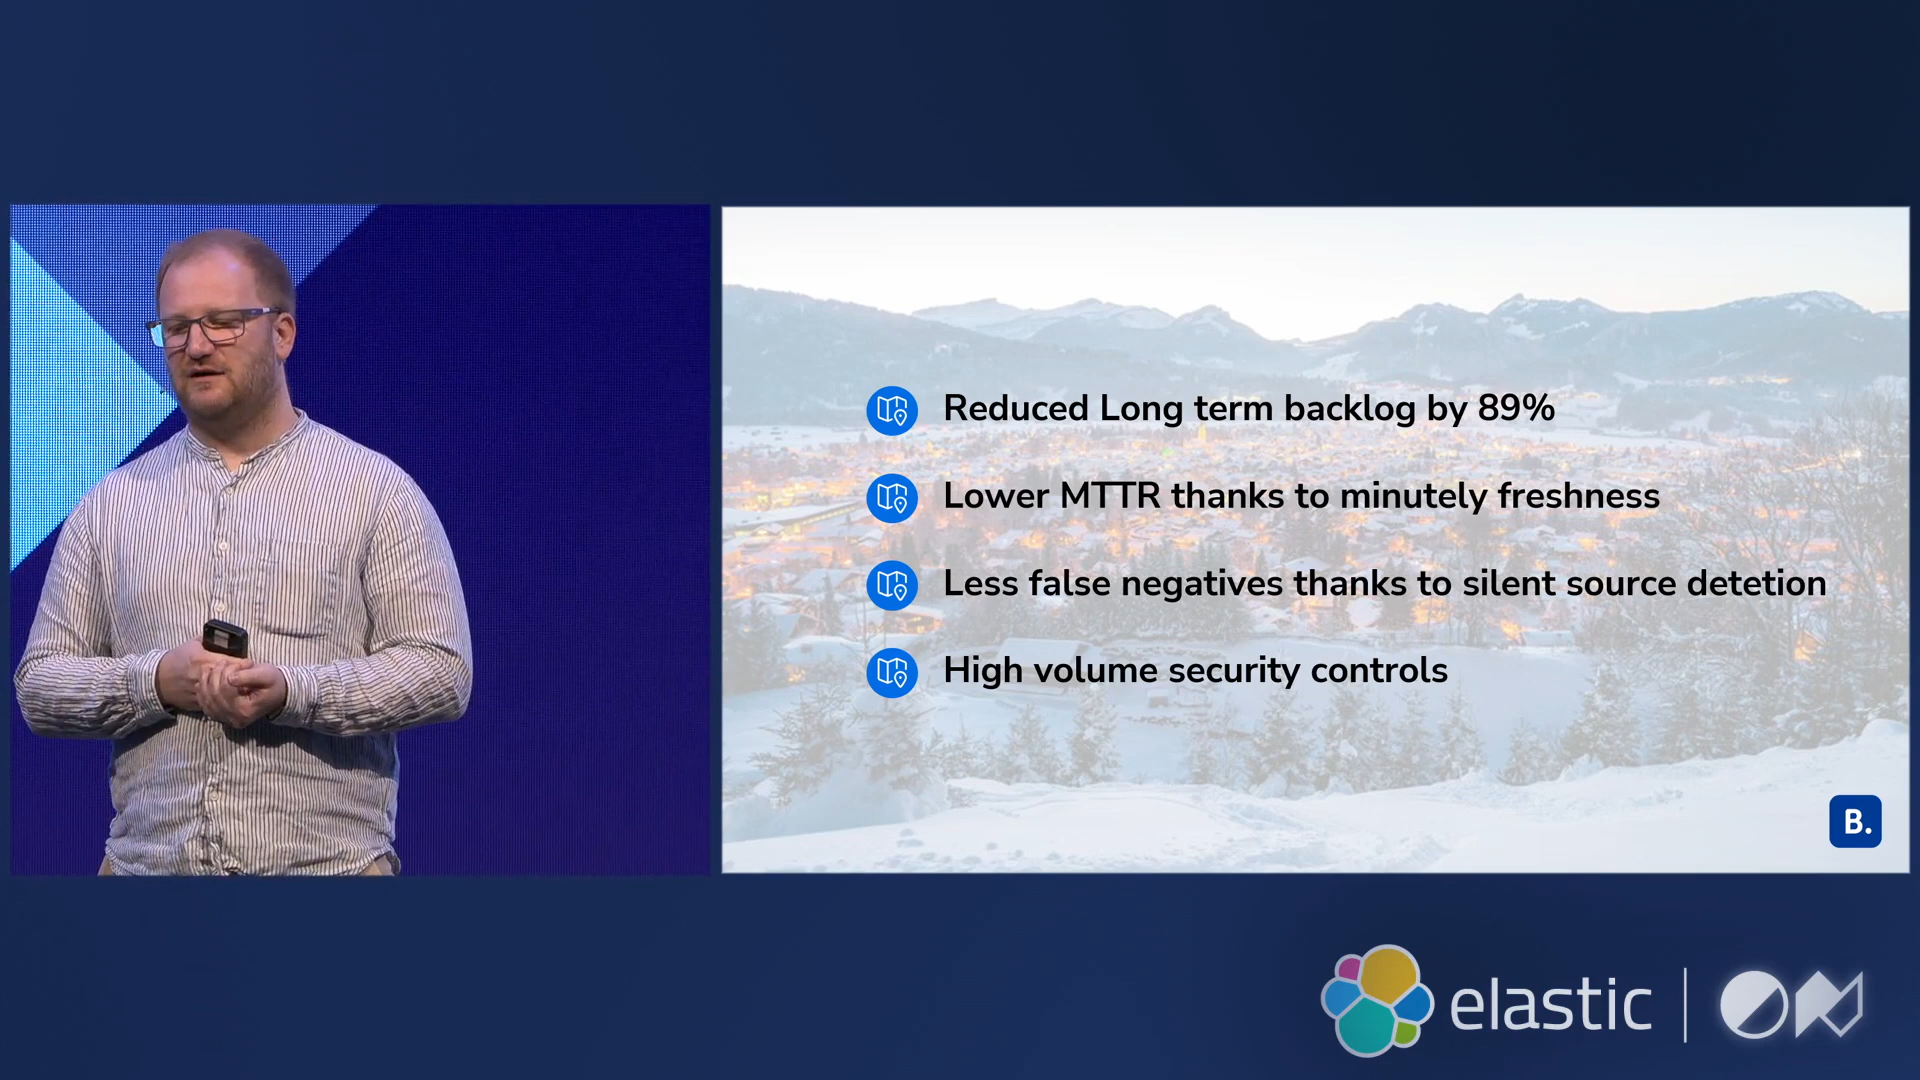 Reduced Long term backlog by 89%
Lower MTTR thanks to minutely freshness
Less false negatives thanks to silent source detetion
High volume security controls
B.
elastic | ON